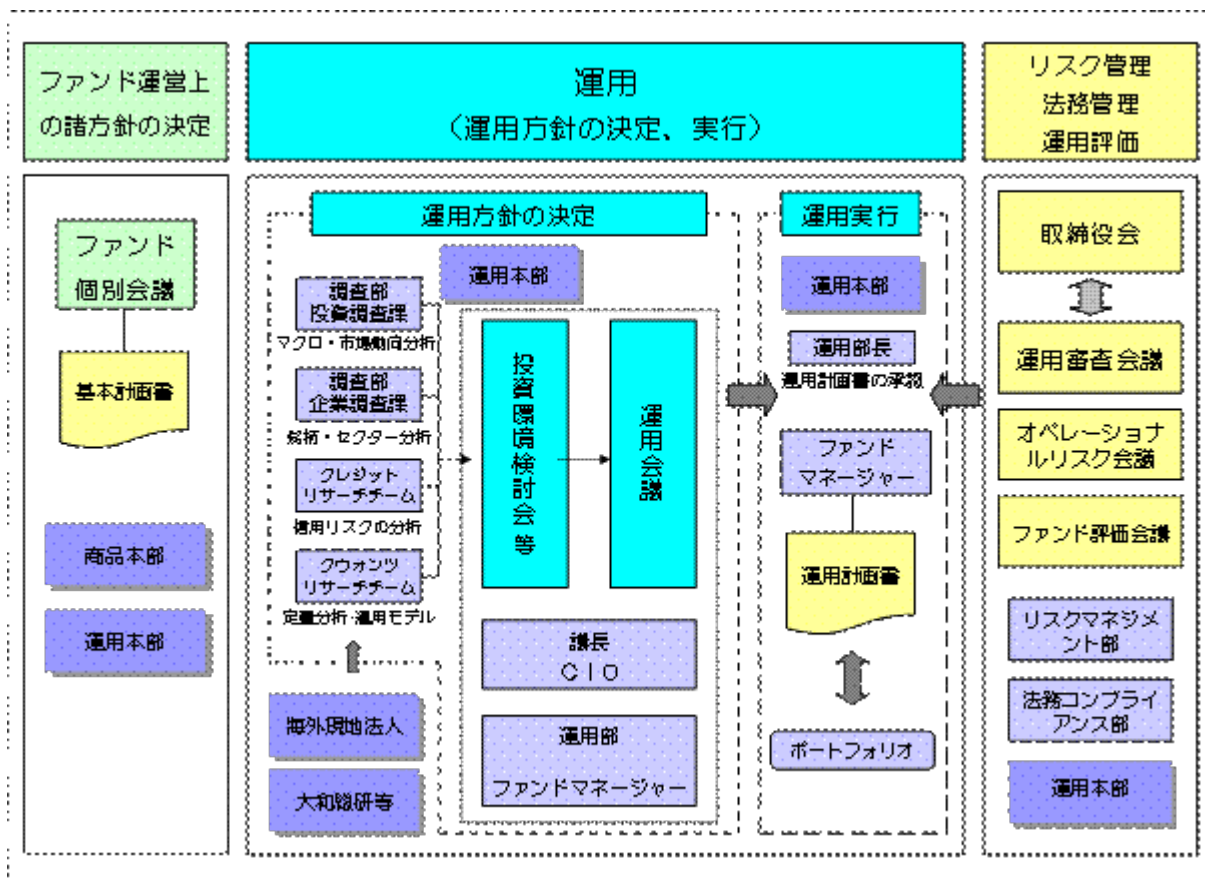 ファンド運営上
の諸方針の決定
運用
（運用方針の決定、実行）
リスク管理
法務管理
運用評価
ファンド
個別会議
基本計画書
商品本部
運用本部
運用方針の決定
運用本部
調査部
投資調査課
マクロ・市場動向分析
調査部
企業調査課
銘柄・セクター分析
クレジット
リサーチチーム
信用リスクの分析
クウォンツ
リサーチチーム
定量分析・運用モデル
海外現地法人
大和総研等
投資環境検討会等
運用会議
議長
ＣＩＯ
運用部
ファンドマネージャー
運用実行
運用本部
運用部長
運用計画書の承認
ファンド
マネージャー
運用計画書
ポートフォリオ
取締役会
運用審査会議
オペレーショナ
ルリスク会議
ファンド評価会議
リスクマネジメ
ント部
法務コンプライ
アンス部
運用本部